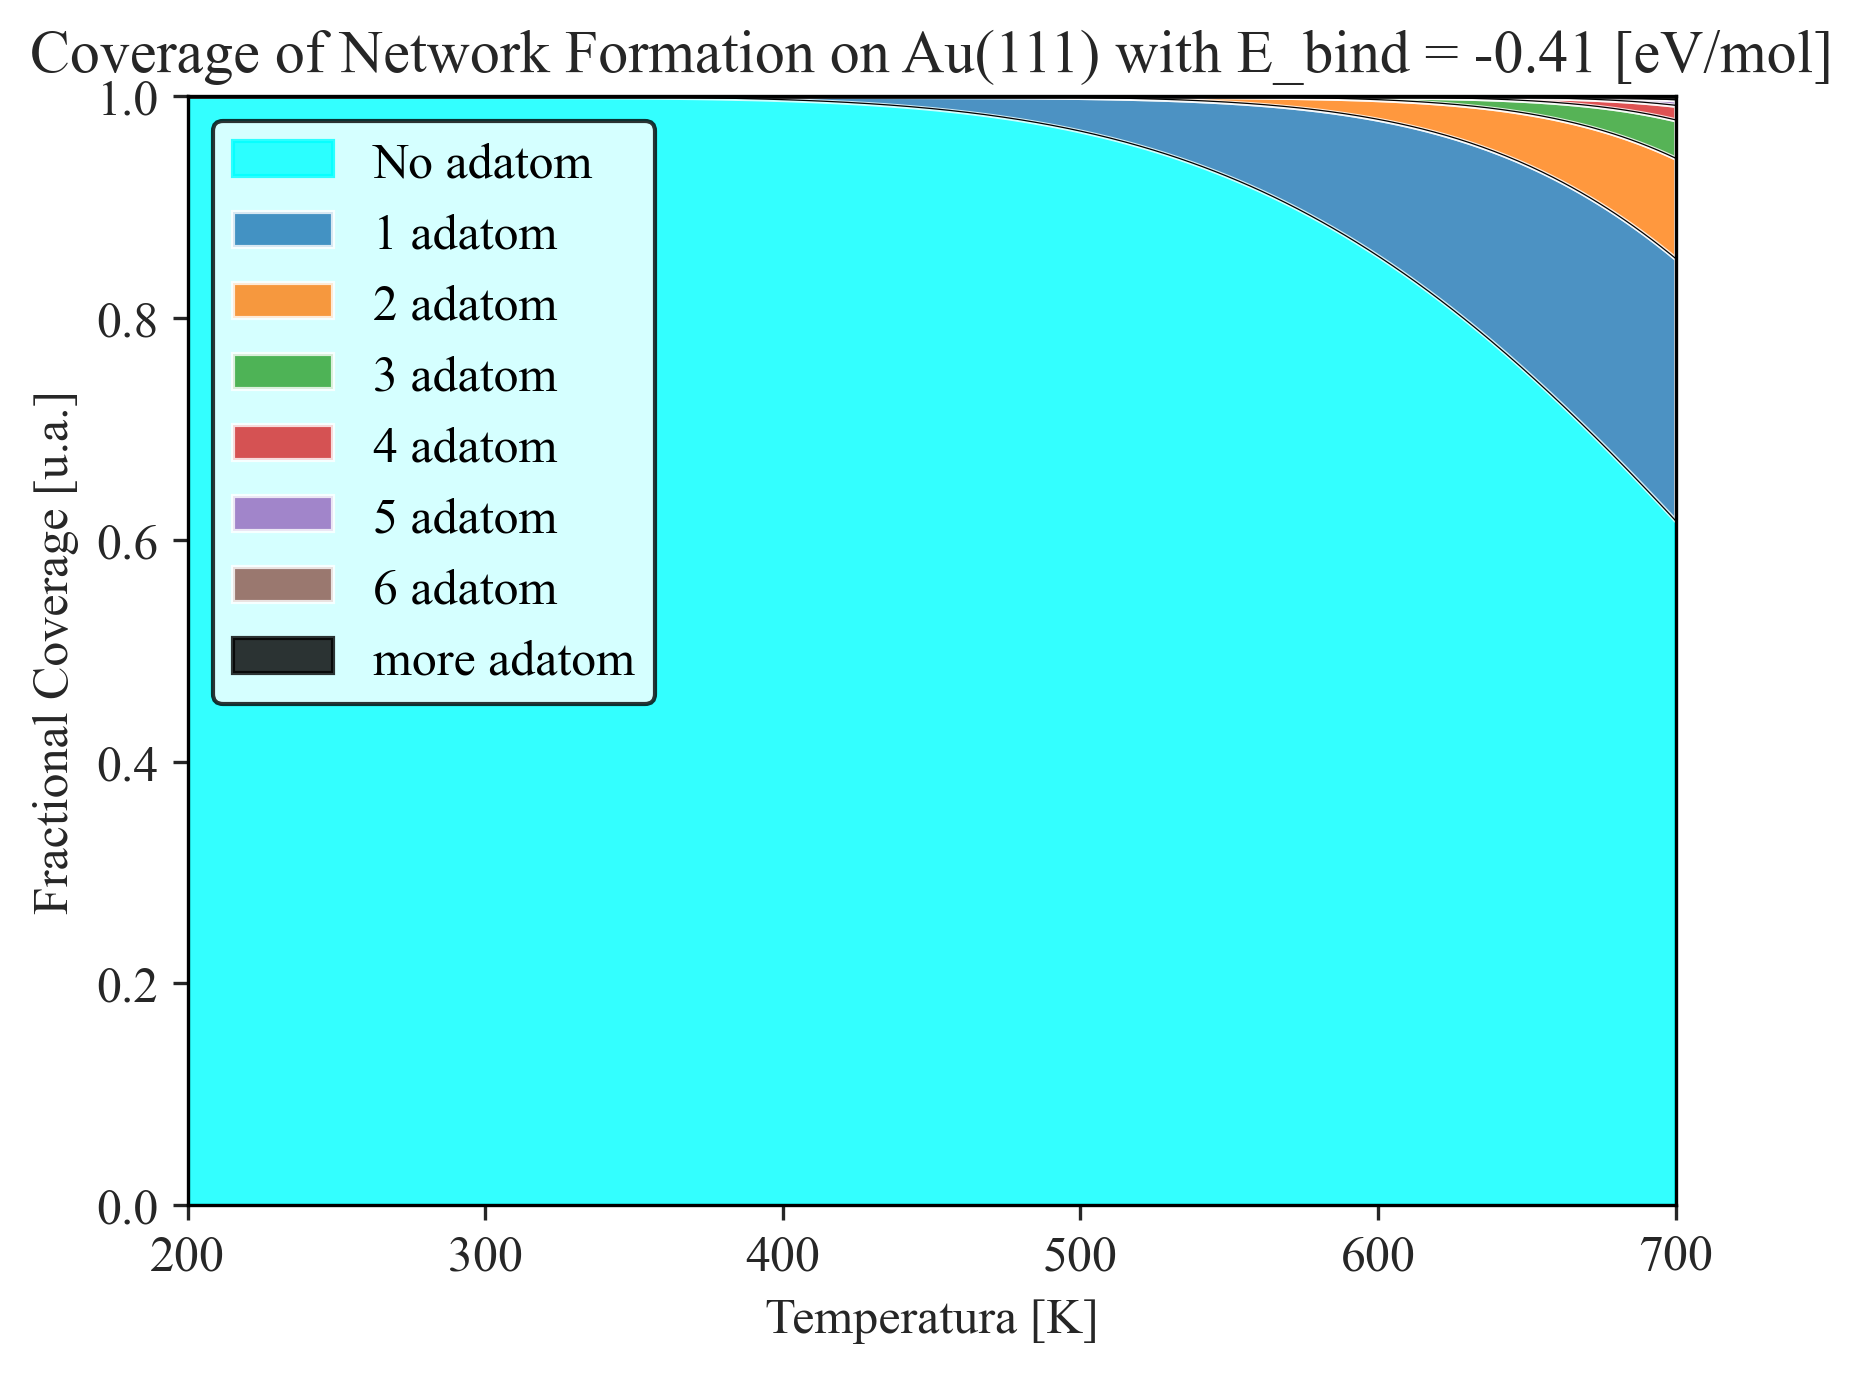 Coverage of Network Formation on Au(111) with E_bind = -0.41 [eV/mol]
1.0
0.8
0.6
0.4
0.2
0.0
Fractional Coverage [u.a.]
No adatom
1 adatom
2 adatom
3 adatom
4 adatom
5 adatom
6 adatom
more adatom
200 300 400 500 600 700
Temperatura [K]